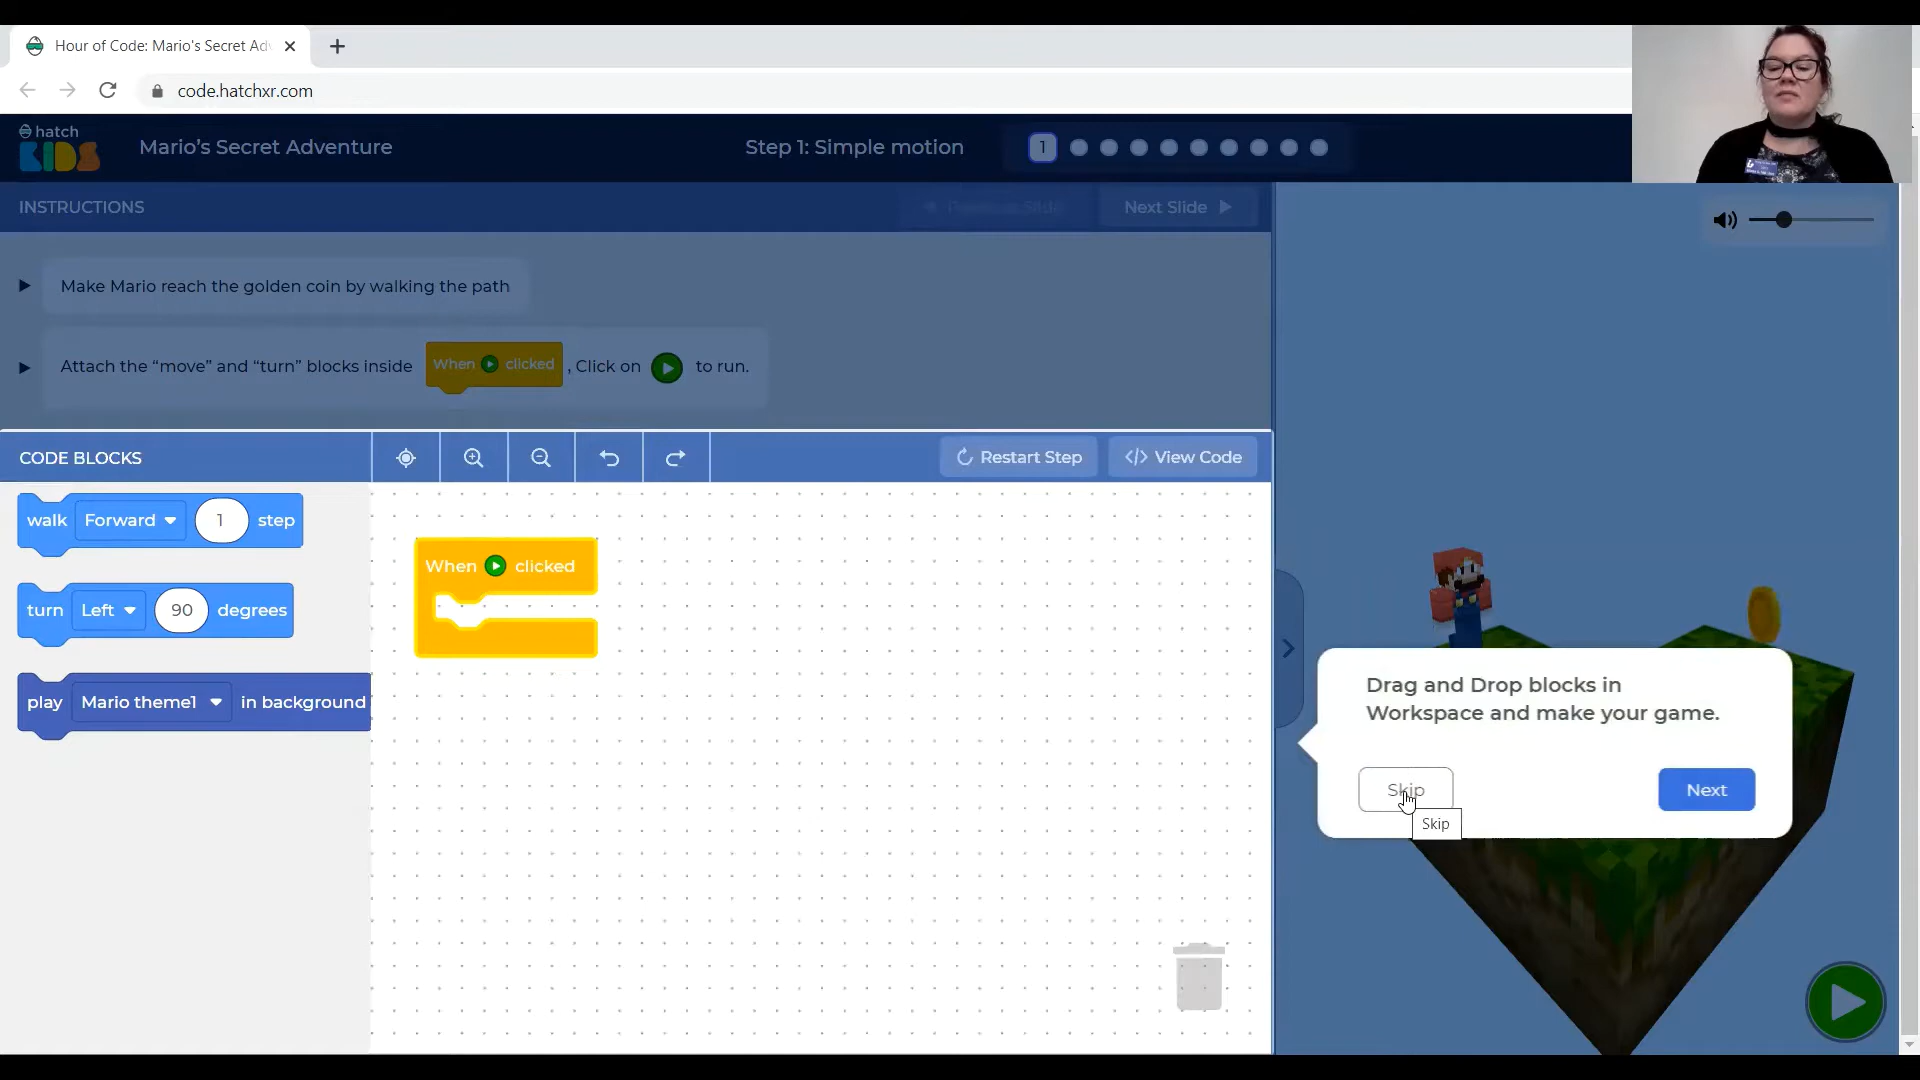 Hour of Code: Mario's Secret Adv
code.hatchxr.com
hatch
KIDS
Mario's Secret Adventure
Step 1: Simple motion
1
INSTRUCTIONS
Next Slide
Make Mario reach the golden coin by walking the path
Attach the “move” and “turn” blocks inside When clicked , Click on to run.
CODE BLOCKS
Restart Step
</> View Code
walk Forward 1 step
turn Left 90 degrees
play Mario theme1 in background
When clicked
Drag and Drop blocks in
Workspace and make your game.
Skip
Next
Skip